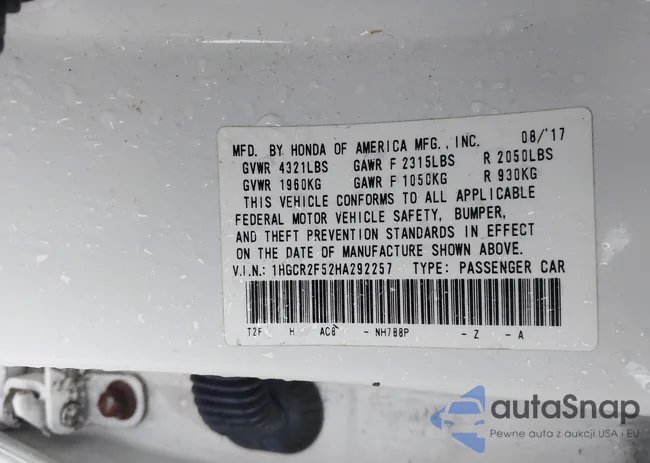 MFD. BY HONDA OF AMERICA MFG., INC. 08/'17
GVWR 4321LBS GAWR F 2315LBS R 2050LBS
GVWR 1960KG GAWR F 1050KG R 930KG
THIS VEHICLE CONFORMS TO ALL APPLICABLE
FEDERAL MOTOR VEHICLE SAFETY, BUMPER,
AND THEFT PREVENTION STANDARDS IN EFFECT
ON THE DATE OF MANUFACTURE SHOWN ABOVE.
V.I.N.: 1HGCR2F52HA292257 TYPE: PASSENGER CAR
T2F H AC6 - NH788P - Z - A
autaSnap
Pewne auta z aukcji USA i EU